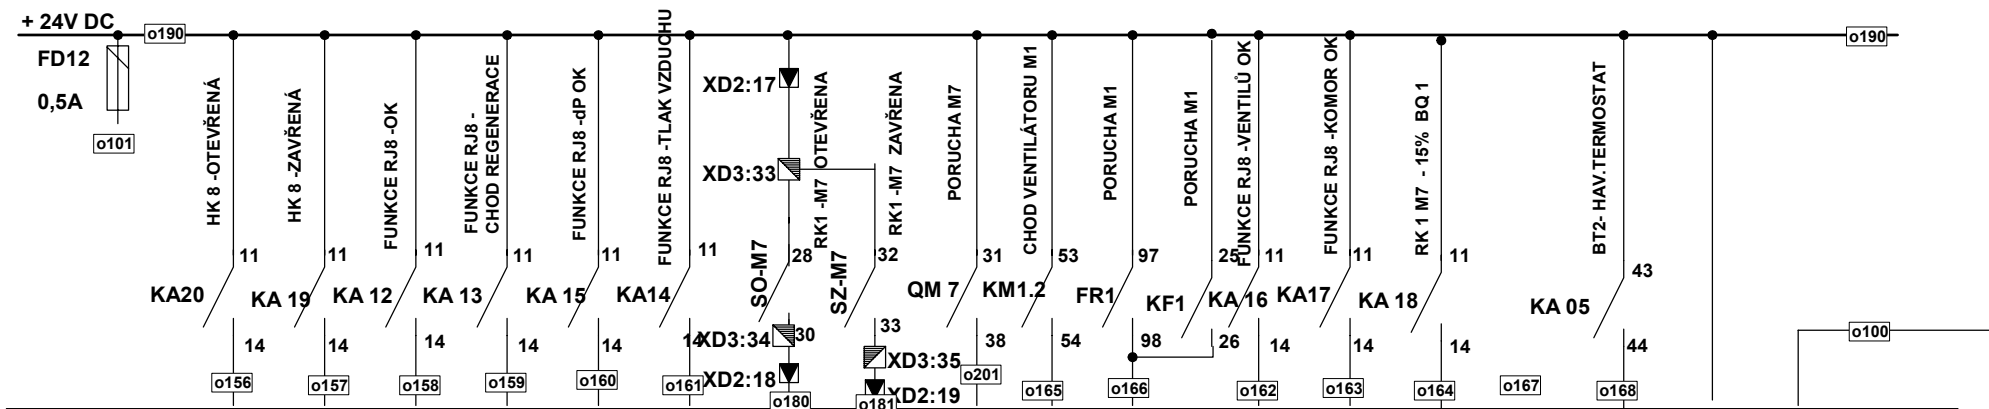 + 24V DC
o190
o190
FD12
0,5A
o101
HK 8 -OTEVŘENÁ
HK 8 -ZAVŘENÁ
FUNKCE RJ8 -OK
FUNKCE RJ8 -
CHOD REGENERACE
FUNKCE RJ8 -dP OK
FUNKCE RJ8 -TLAK VZDUCHU
XD2:17
XD3:33
RK1 -M7 OTEVŘENA
RK1 -M7 ZAVŘENA
PORUCHA M7
CHOD VENTILÁTORU M1
PORUCHA M1
PORUCHA M1
FUNKCE RJ8 -VENTILŮ OK
FUNKCE RJ8 -KOMOR OK
RK 1 M7 - 15% BQ 1
BT2- HAV.TERMOSTAT
11
11
11
11
11
11
28
32
31
53
97
25
11
11
11
43
KA20
KA 19
KA 12
KA 13
KA 15
KA14
SO-M7
SZ-M7
QM 7
KM1.2
FR1
KF1
KA 16
KA17
KA 18
KA 05
14
14
14
14
14
14
XD3:34
30
33
38
54
98
26
14
14
14
44
o100
XD2:18
XD3:35
XD2:19
o156
o157
o158
o159
o160
o161
o180
o181
o201
o165
o166
o162
o163
o164
o167
o168